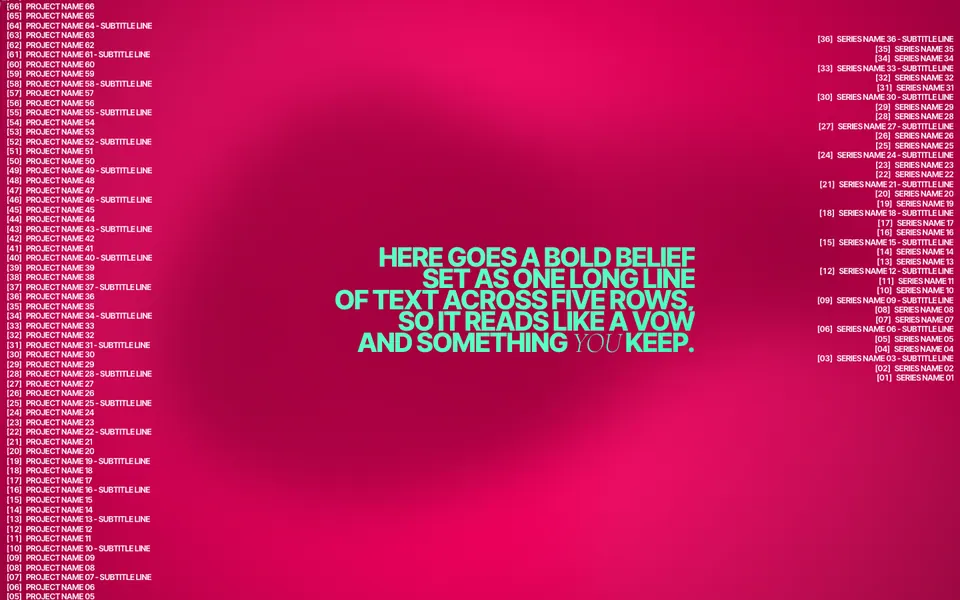 [66] PROJECT NAME 66
[65] PROJECT NAME 65
[64] PROJECT NAME 64 - SUBTITLE LINE
[63] PROJECT NAME 63
[62] PROJECT NAME 62
[61] PROJECT NAME 61 - SUBTITLE LINE
[60] PROJECT NAME 60
[59] PROJECT NAME 59
[58] PROJECT NAME 58 - SUBTITLE LINE
[57] PROJECT NAME 57
[56] PROJECT NAME 56
[55] PROJECT NAME 55 - SUBTITLE LINE
[54] PROJECT NAME 54
[53] PROJECT NAME 53
[52] PROJECT NAME 52 - SUBTITLE LINE
[51] PROJECT NAME 51
[50] PROJECT NAME 50
[49] PROJECT NAME 49 - SUBTITLE LINE
[48] PROJECT NAME 48
[47] PROJECT NAME 47
[46] PROJECT NAME 46 - SUBTITLE LINE
[45] PROJECT NAME 45
[44] PROJECT NAME 44
[43] PROJECT NAME 43 - SUBTITLE LINE
[42] PROJECT NAME 42
[41] PROJECT NAME 41
[40] PROJECT NAME 40 - SUBTITLE LINE
[39] PROJECT NAME 39
[38] PROJECT NAME 38
[37] PROJECT NAME 37 - SUBTITLE LINE
[36] PROJECT NAME 36
[35] PROJECT NAME 35
[34] PROJECT NAME 34 - SUBTITLE LINE
[33] PROJECT NAME 33
[32] PROJECT NAME 32
[31] PROJECT NAME 31 - SUBTITLE LINE
[30] PROJECT NAME 30
[29] PROJECT NAME 29
[28] PROJECT NAME 28 - SUBTITLE LINE
[27] PROJECT NAME 27
[26] PROJECT NAME 26
[25] PROJECT NAME 25 - SUBTITLE LINE
[24] PROJECT NAME 24
[23] PROJECT NAME 23
[22] PROJECT NAME 22 - SUBTITLE LINE
[21] PROJECT NAME 21
[20] PROJECT NAME 20
[19] PROJECT NAME 19 - SUBTITLE LINE
[18] PROJECT NAME 18
[17] PROJECT NAME 17
[16] PROJECT NAME 16 - SUBTITLE LINE
[15] PROJECT NAME 15
[14] PROJECT NAME 14
[13] PROJECT NAME 13 - SUBTITLE LINE
[12] PROJECT NAME 12
[11] PROJECT NAME 11
[10] PROJECT NAME 10 - SUBTITLE LINE
[09] PROJECT NAME 09
[08] PROJECT NAME 08
[07] PROJECT NAME 07 - SUBTITLE LINE
[06] PROJECT NAME 06
[05] PROJECT NAME 05
HERE GOES A BOLD BELIEF
SET AS ONE LONG LINE
OF TEXT ACROSS FIVE ROWS,
SO IT READS LIKE A VOW
AND SOMETHING YOU KEEP.
[36] SERIES NAME 36 - SUBTITLE LINE
[35] SERIES NAME 35
[34] SERIES NAME 34
[33] SERIES NAME 33 - SUBTITLE LINE
[32] SERIES NAME 32
[31] SERIES NAME 31
[30] SERIES NAME 30 - SUBTITLE LINE
[29] SERIES NAME 29
[28] SERIES NAME 28
[27] SERIES NAME 27 - SUBTITLE LINE
[26] SERIES NAME 26
[25] SERIES NAME 25
[24] SERIES NAME 24 - SUBTITLE LINE
[23] SERIES NAME 23
[22] SERIES NAME 22
[21] SERIES NAME 21 - SUBTITLE LINE
[20] SERIES NAME 20
[19] SERIES NAME 19
[18] SERIES NAME 18 - SUBTITLE LINE
[17] SERIES NAME 17
[16] SERIES NAME 16
[15] SERIES NAME 15 - SUBTITLE LINE
[14] SERIES NAME 14
[13] SERIES NAME 13
[12] SERIES NAME 12 - SUBTITLE LINE
[11] SERIES NAME 11
[10] SERIES NAME 10
[09] SERIES NAME 09 - SUBTITLE LINE
[08] SERIES NAME 08
[07] SERIES NAME 07
[06] SERIES NAME 06 - SUBTITLE LINE
[05] SERIES NAME 05
[04] SERIES NAME 04
[03] SERIES NAME 03 - SUBTITLE LINE
[02] SERIES NAME 02
[01] SERIES NAME 01